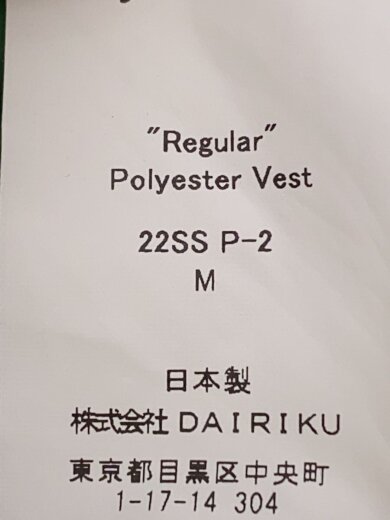 "Regular"
Polyester Vest
22SS P-2
M
日本製
株式会社 DAIRIKU
東京都目黒区中央町
1-17-14 304